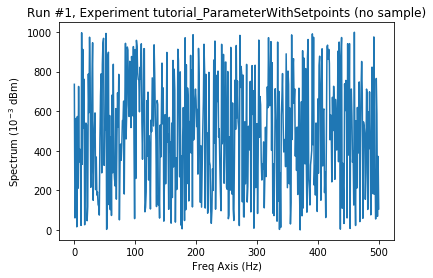 Run #1, Experiment tutorial_ParameterWithSetpoints (no sample)
Spectrum (10⁻³ dBm)
1000
800
600
400
200
0
0 100 200 300 400 500
Freq Axis (Hz)